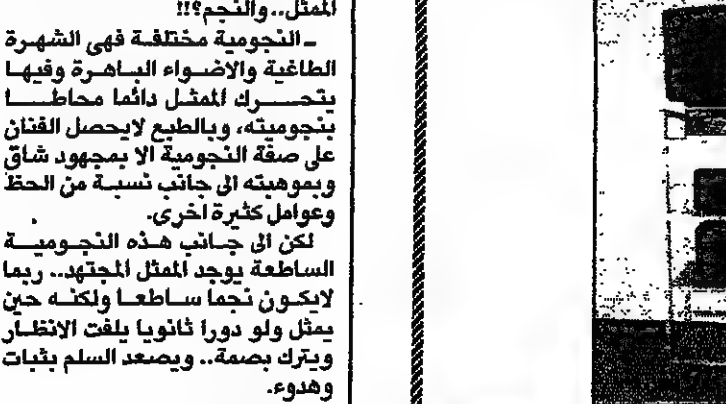 الممثل.. والنجم؟!!
ـ النجومية مختلفة فهى الشهرة
الطاغية والاضواء الباهرة وفيها
يتحرك الممثل دائما محاطا
بنجوميته، وبالطبع لايحصل الفنان
على صفة النجومية الا بمجهود شاق
وبموهبته الى جانب نسبة من الحظ
وعوامل كثيرة اخرى.
لكن الى جانب هذه النجومية
الساطعة يوجد الممثل المجتهد.. ربما
لايكون نجما ساطعا ولكنه حين
يمثل ولو دورا ثانويا يلفت الانظار
ويترك بصمة.. ويصعد السلم بثبات
وهدوء.